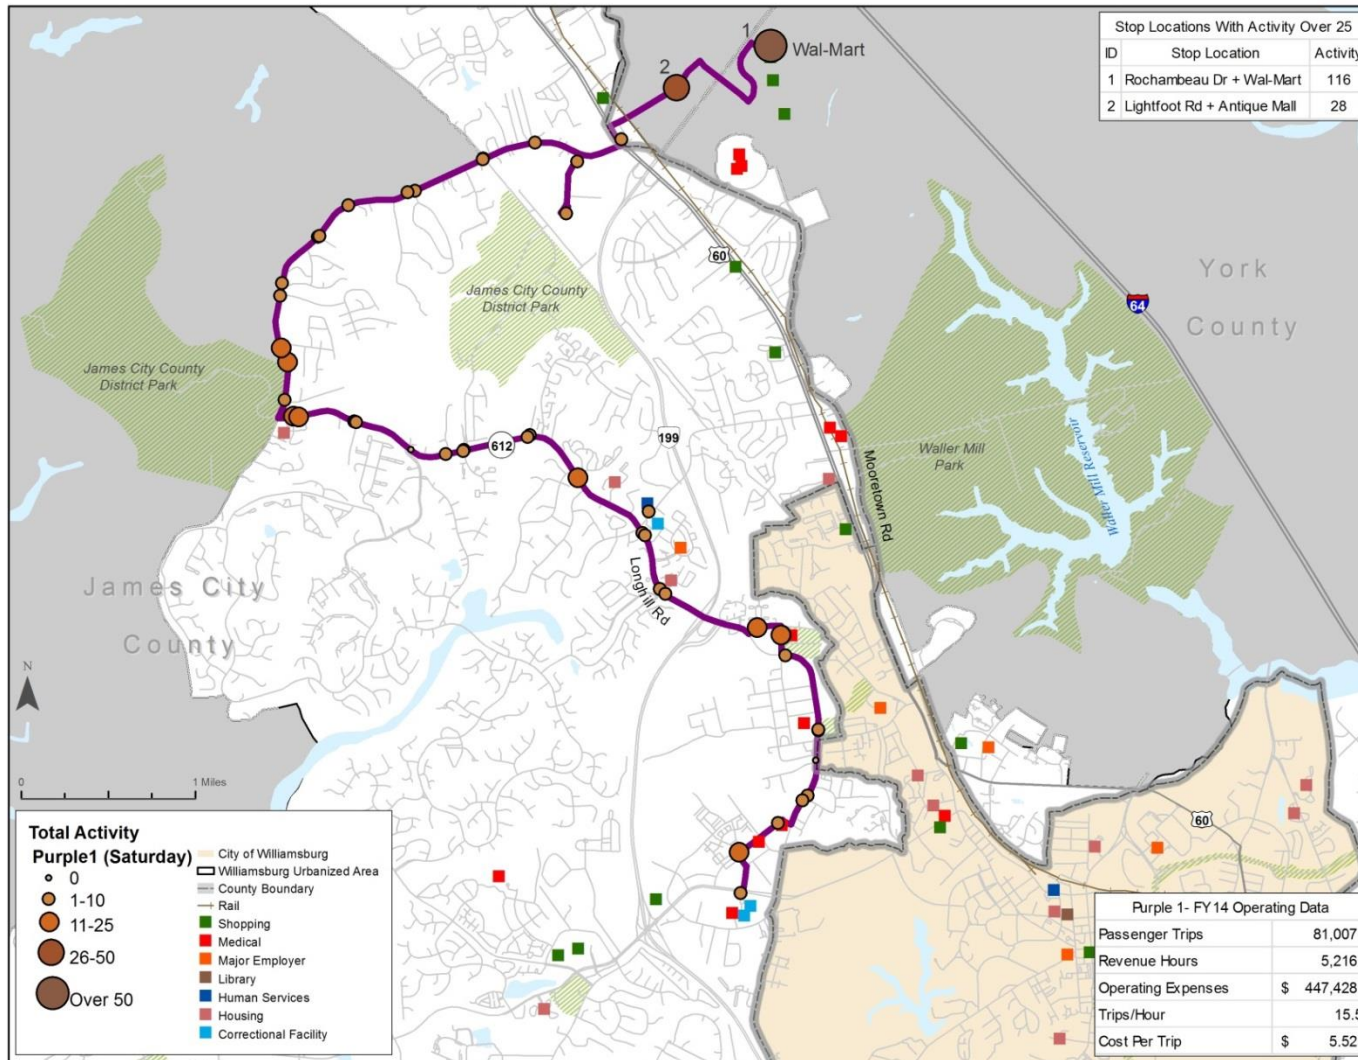 Stop Locations With Activity Over 25
ID Stop Location Activity
1 Rochambeau Dr + Wal-Mart 116
2 Lightfoot Rd + Antique Mall 28
1
Wal-Mart
2
60
York
County
64
James City County
District Park
James City County
District Park
612
199
Waller Mill
Park
Waller Mill Reservoir
Mooretown Rd
Longhill Rd
James City
County
N
0 1 Miles
60
Total Activity
Purple1 (Saturday)
0
1-10
11-25
26-50
Over 50
City of Williamsburg
Williamsburg Urbanized Area
County Boundary
Rail
Shopping
Medical
Major Employer
Library
Human Services
Housing
Correctional Facility
Purple 1- FY14 Operating Data
Passenger Trips 81,007
Revenue Hours 5,216
Operating Expenses $ 447,428
Trips/Hour 15.5
Cost Per Trip $ 5.52